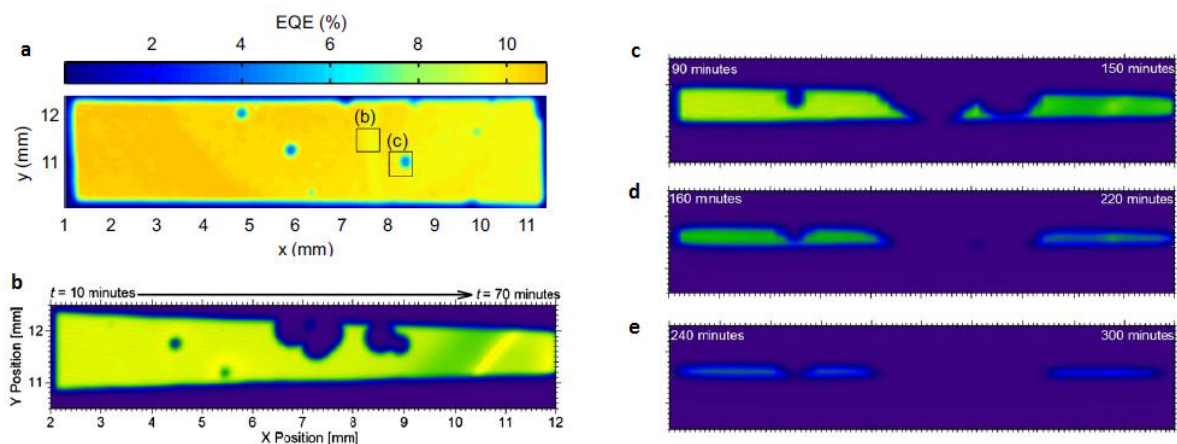 EQE (%)
a
2 4 6 8 10
12
11
y (mm)
(b)
(c)
1 2 3 4 5 6 7 8 9 10 11
x (mm)
b
t = 10 minutes
t = 70 minutes
12
11
Y Position [mm]
2 3 4 5 6 7 8 9 10 11 12
X Position [mm]
c
90 minutes
150 minutes
d
160 minutes
220 minutes
e
240 minutes
300 minutes